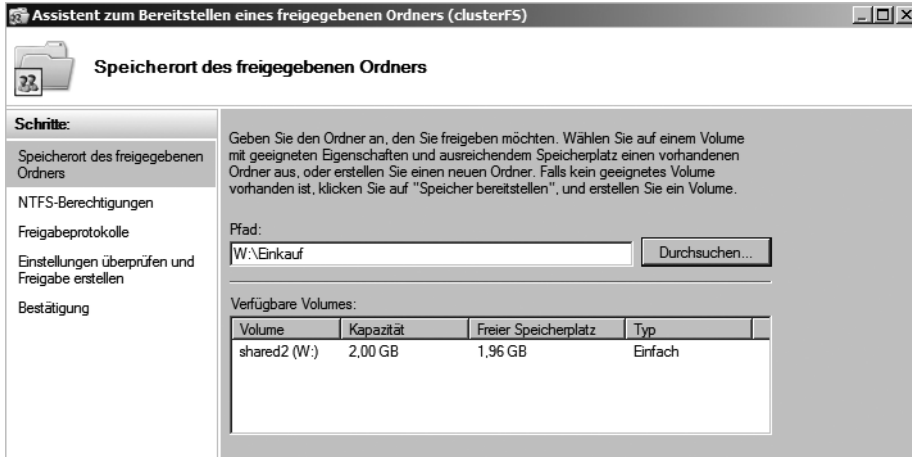 Assistent zum Bereitstellen eines freigegebenen Ordners (clusterFS)
Speicherort des freigegebenen Ordners
Schritte:
Speicherort des freigegebenen
Ordners
NTFS-Berechtigungen
Freigabeprotokolle
Einstellungen überprüfen und
Freigabe erstellen
Bestätigung
Geben Sie den Ordner an, den Sie freigeben möchten. Wählen Sie auf einem Volume
mit geeigneten Eigenschaften und ausreichendem Speicherplatz einen vorhandenen
Ordner aus, oder erstellen Sie einen neuen Ordner. Falls kein geeignetes Volume
vorhanden ist, klicken Sie auf "Speicher bereitstellen", und erstellen Sie ein Volume.
Pfad:
W:\Einkauf
Durchsuchen...
Verfügbare Volumes:
Volume Kapazität Freier Speicherplatz Typ
shared2 (W:) 2,00 GB 1,96 GB Einfach